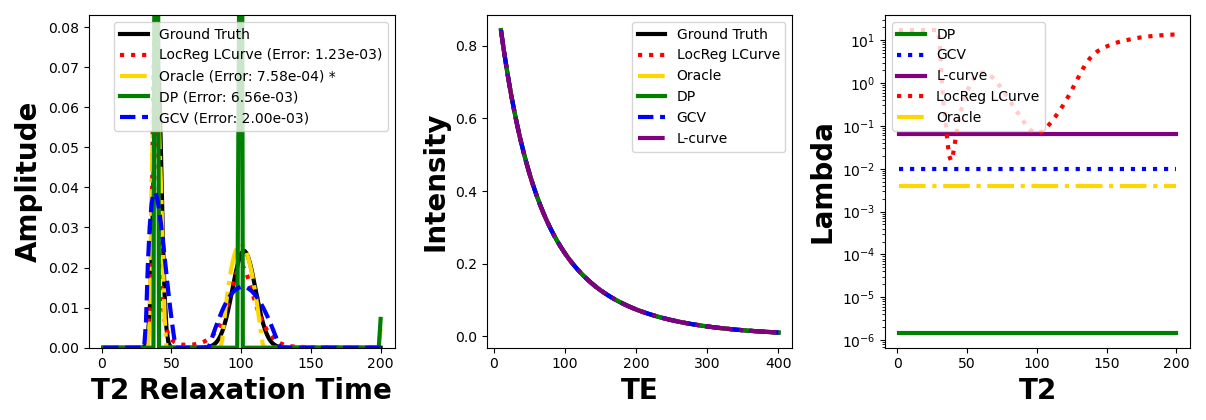 Amplitude
0.08
0.07
0.06
0.05
0.04
0.03
0.02
0.01
0.00
Ground Truth
LocReg LCurve (Error: 1.23e-03)
Oracle (Error: 7.58e-04) *
DP (Error: 6.56e-03)
GCV (Error: 2.00e-03)
0 50 100 150 200
T2 Relaxation Time
Intensity
0.8
0.6
0.4
0.2
0.0
Ground Truth
LocReg LCurve
Oracle
DP
GCV
L-curve
0 100 200 300 400
TE
Lambda
10¹
10⁰
10⁻¹
10⁻²
10⁻³
10⁻⁴
10⁻⁵
10⁻⁶
DP
GCV
L-curve
LocReg LCurve
Oracle
0 50 100 150 200
T2